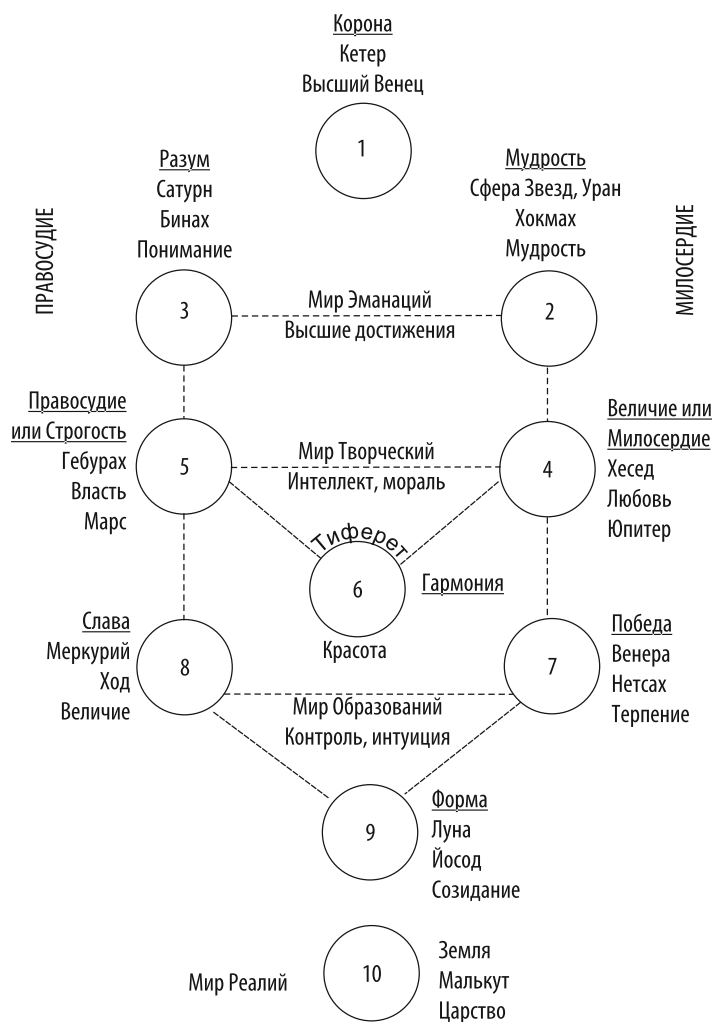 Корона
Кетер
Высший Венец
1
Разум
Сатурн
Бинах
Понимание
3
Мудрость
Сфера Звезд, Уран
Хокмах
Мудрость
2
ПРАВОСУДИЕ
МИЛОСЕРДИЕ
Мир Эманаций
Высшие достижения
Правосудие
или Строгость
Гебурах
Власть
Марс
5
Мир Творческий
Интеллект, мораль
4
Величие или
Милосердие
Хесед
Любовь
Юпитер
Тиферет
6
Гармония
Красота
Слава
Меркурий
Ход
Величие
8
Мир Образований
Контроль, интуиция
7
Победа
Венера
Нетсах
Терпение
9
Форма
Луна
Йосод
Созидание
Мир Реалий
10
Земля
Малькут
Царство